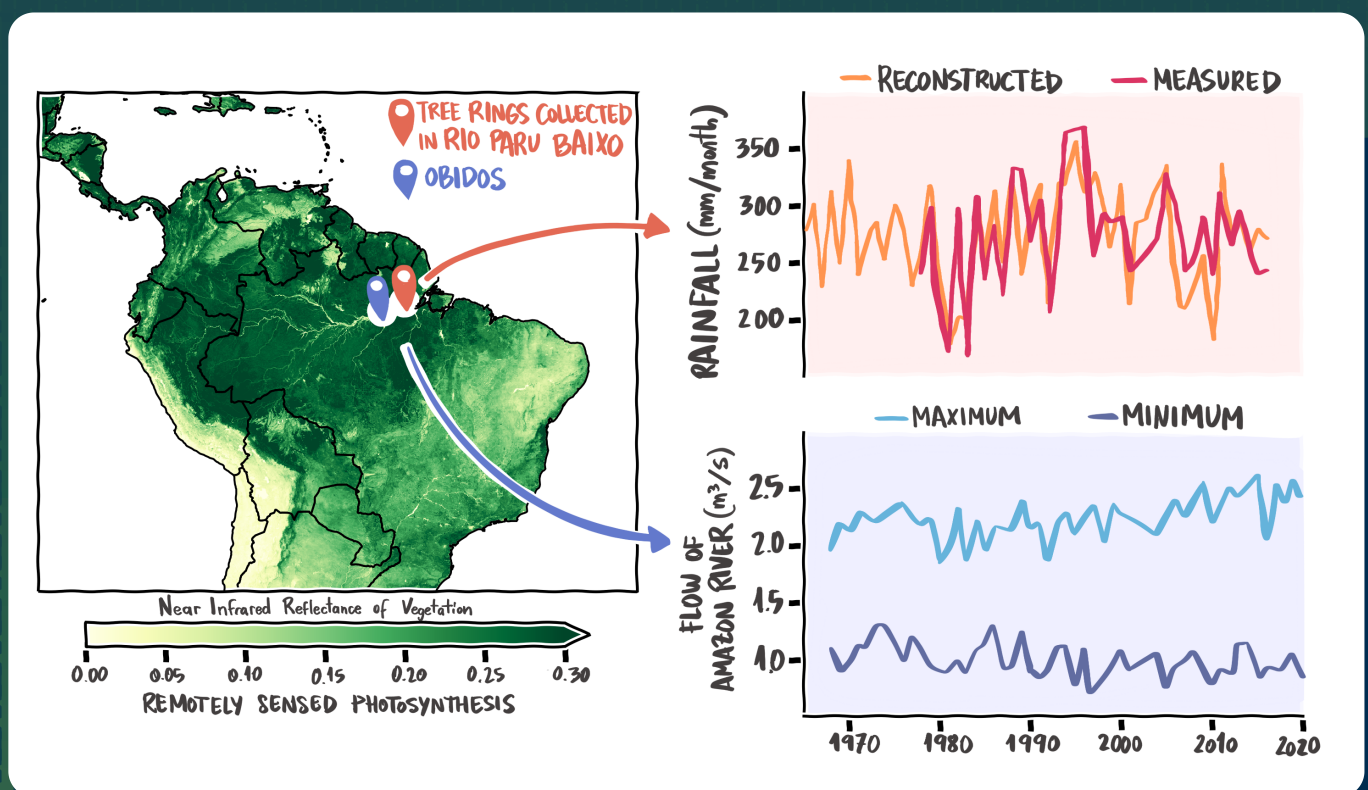 TREE RINGS COLLECTED
IN RIO PARU BAIXO
OBIDOS
Near Infrared Reflectance of Vegetation
0.00 0.05 0.10 0.15 0.20 0.25 0.30
REMOTELY SENSED PHOTOSYNTHESIS
RECONSTRUCTED MEASURED
RAINFALL (mm/month)
350
300
250
200
MAXIMUM MINIMUM
FLOW OF
AMAZON RIVER (m³/s)
2.5
2.0
1.5
1.0
1970 1980 1990 2000 2010 2020